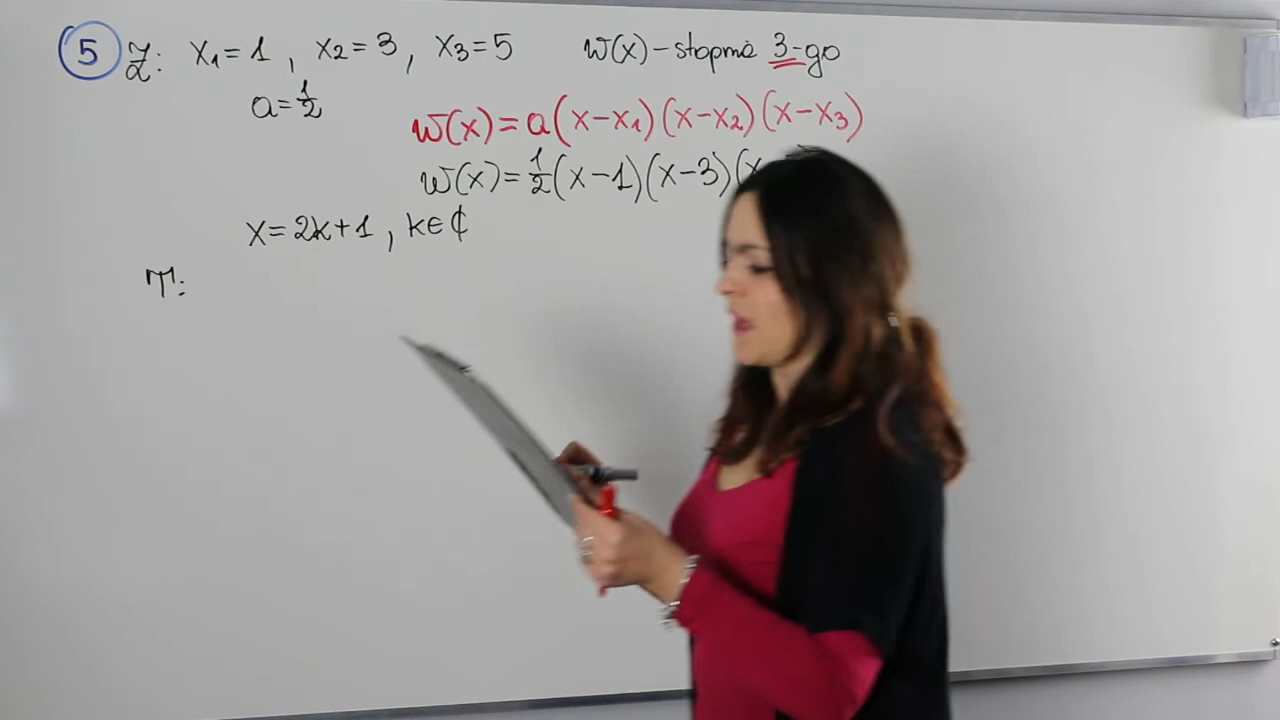 5 Z: x₁=1, x₂=3, x₃=5 W(x)-stopnia 3-go
a=1/2
W(x)=a(x-x₁)(x-x₂)(x-x₃)
W(x)=1/2(x-1)(x-3)(x
x=2k+1, k∈ℂ
T: